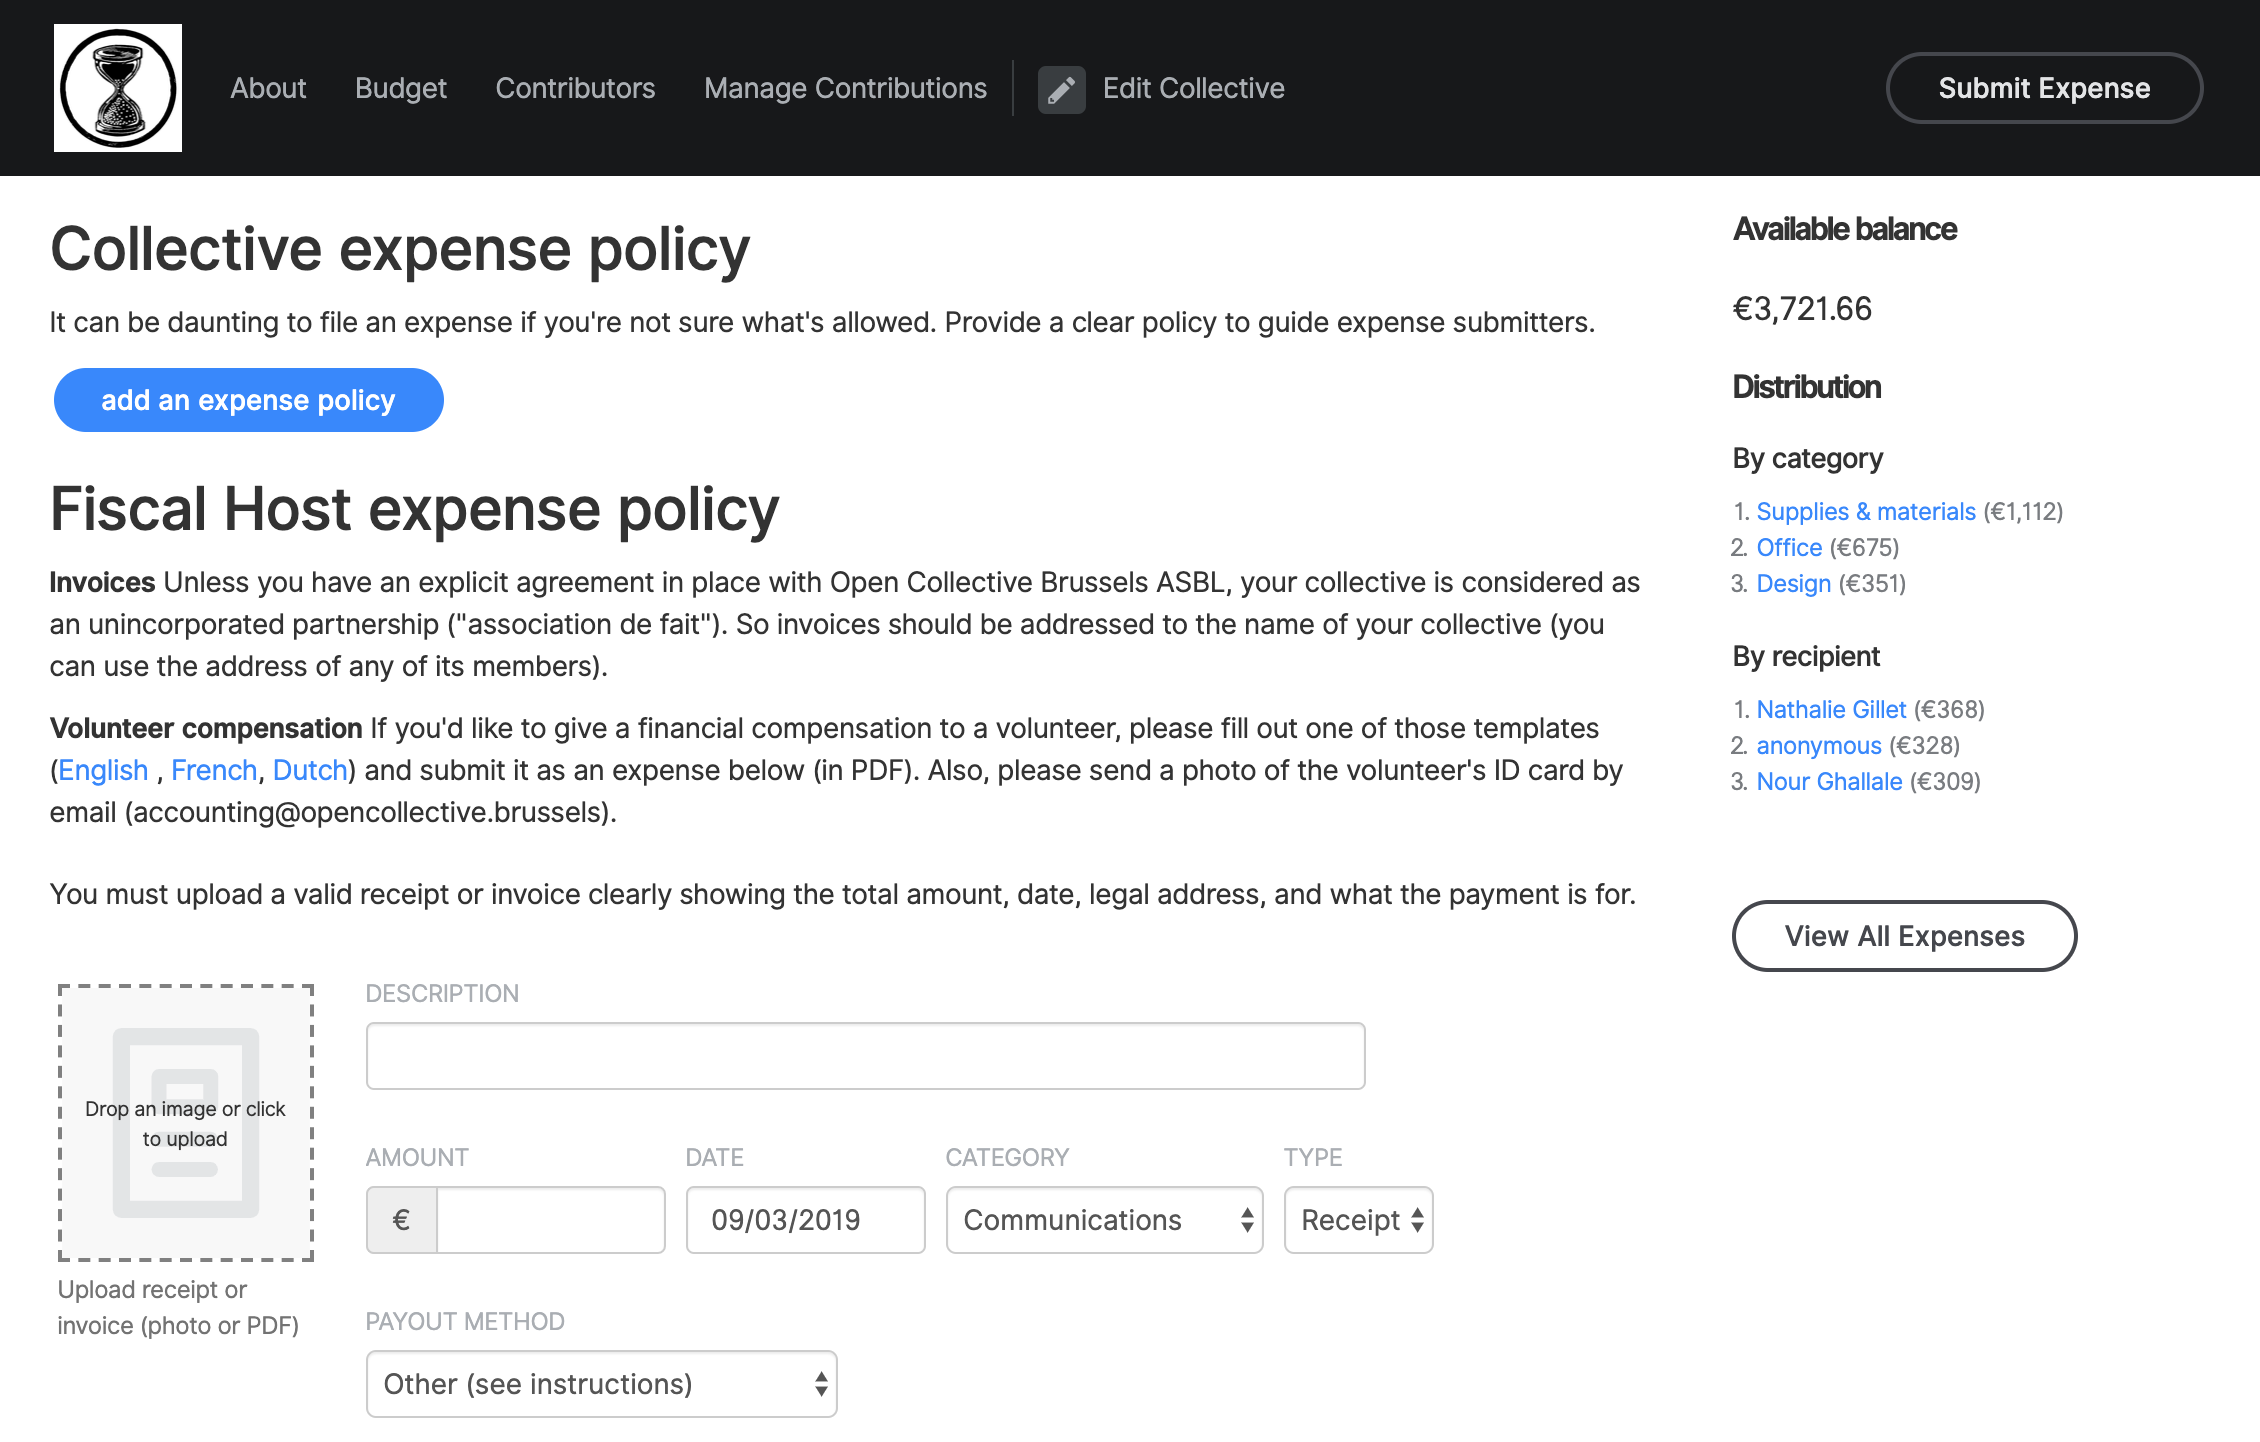 About
Budget
Contributors
Manage Contributions
Edit Collective
Submit Expense
Collective expense policy
It can be daunting to file an expense if you're not sure what's allowed. Provide a clear policy to guide expense submitters.
add an expense policy
Fiscal Host expense policy
Invoices Unless you have an explicit agreement in place with Open Collective Brussels ASBL, your collective is considered as
an unincorporated partnership ("association de fait"). So invoices should be addressed to the name of your collective (you
can use the address of any of its members).
Volunteer compensation If you'd like to give a financial compensation to a volunteer, please fill out one of those templates
(English , French, Dutch) and submit it as an expense below (in PDF). Also, please send a photo of the volunteer's ID card by
email (accounting@opencollective.brussels).
You must upload a valid receipt or invoice clearly showing the total amount, date, legal address, and what the payment is for.
Drop an image or click
to upload
Upload receipt or
invoice (photo or PDF)
DESCRIPTION
AMOUNT
€
DATE
09/03/2019
CATEGORY
Communications
TYPE
Receipt
PAYOUT METHOD
Other (see instructions)
Available balance
€3,721.66
Distribution
By category
1. Supplies & materials (€1,112)
2. Office (€675)
3. Design (€351)
By recipient
1. Nathalie Gillet (€368)
2. anonymous (€328)
3. Nour Ghallale (€309)
View All Expenses